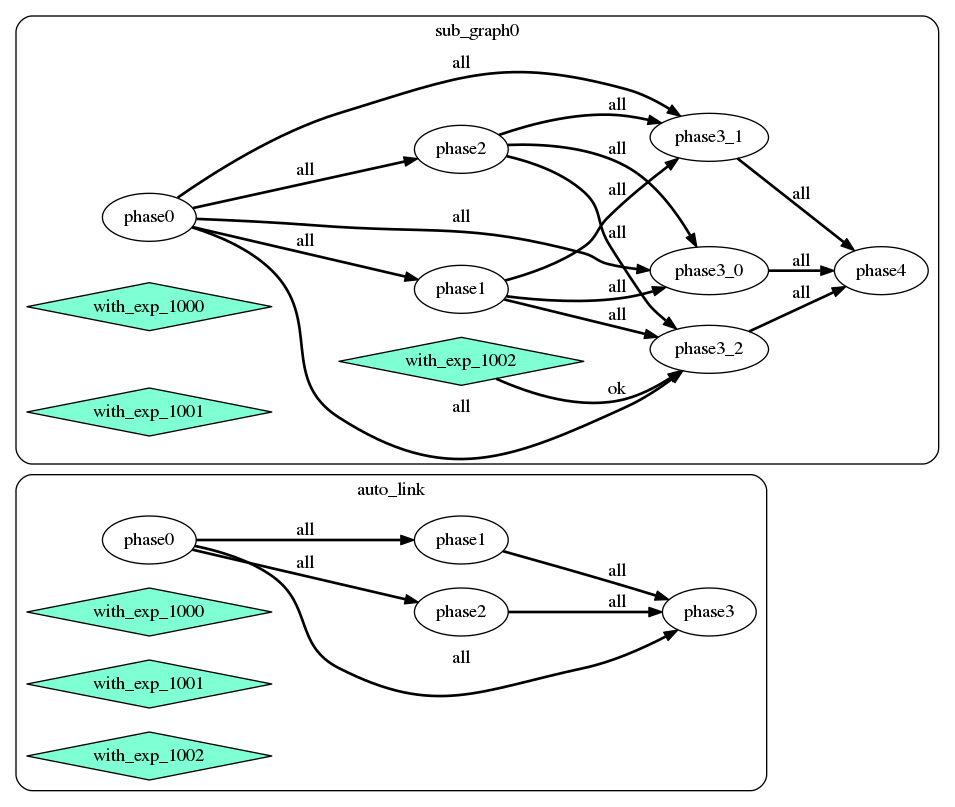 sub_graph0
all
all
phase2
all
phase3_1
all
all
all
all
phase0
all
all
all
phase3_0
all
phase4
phase1
all
all
all
with_exp_1000
phase3_2
with_exp_1002
ok
all
with_exp_1001
auto_link
phase0
all
phase1
all
all
with_exp_1000
phase2
all
phase3
all
with_exp_1001
with_exp_1002